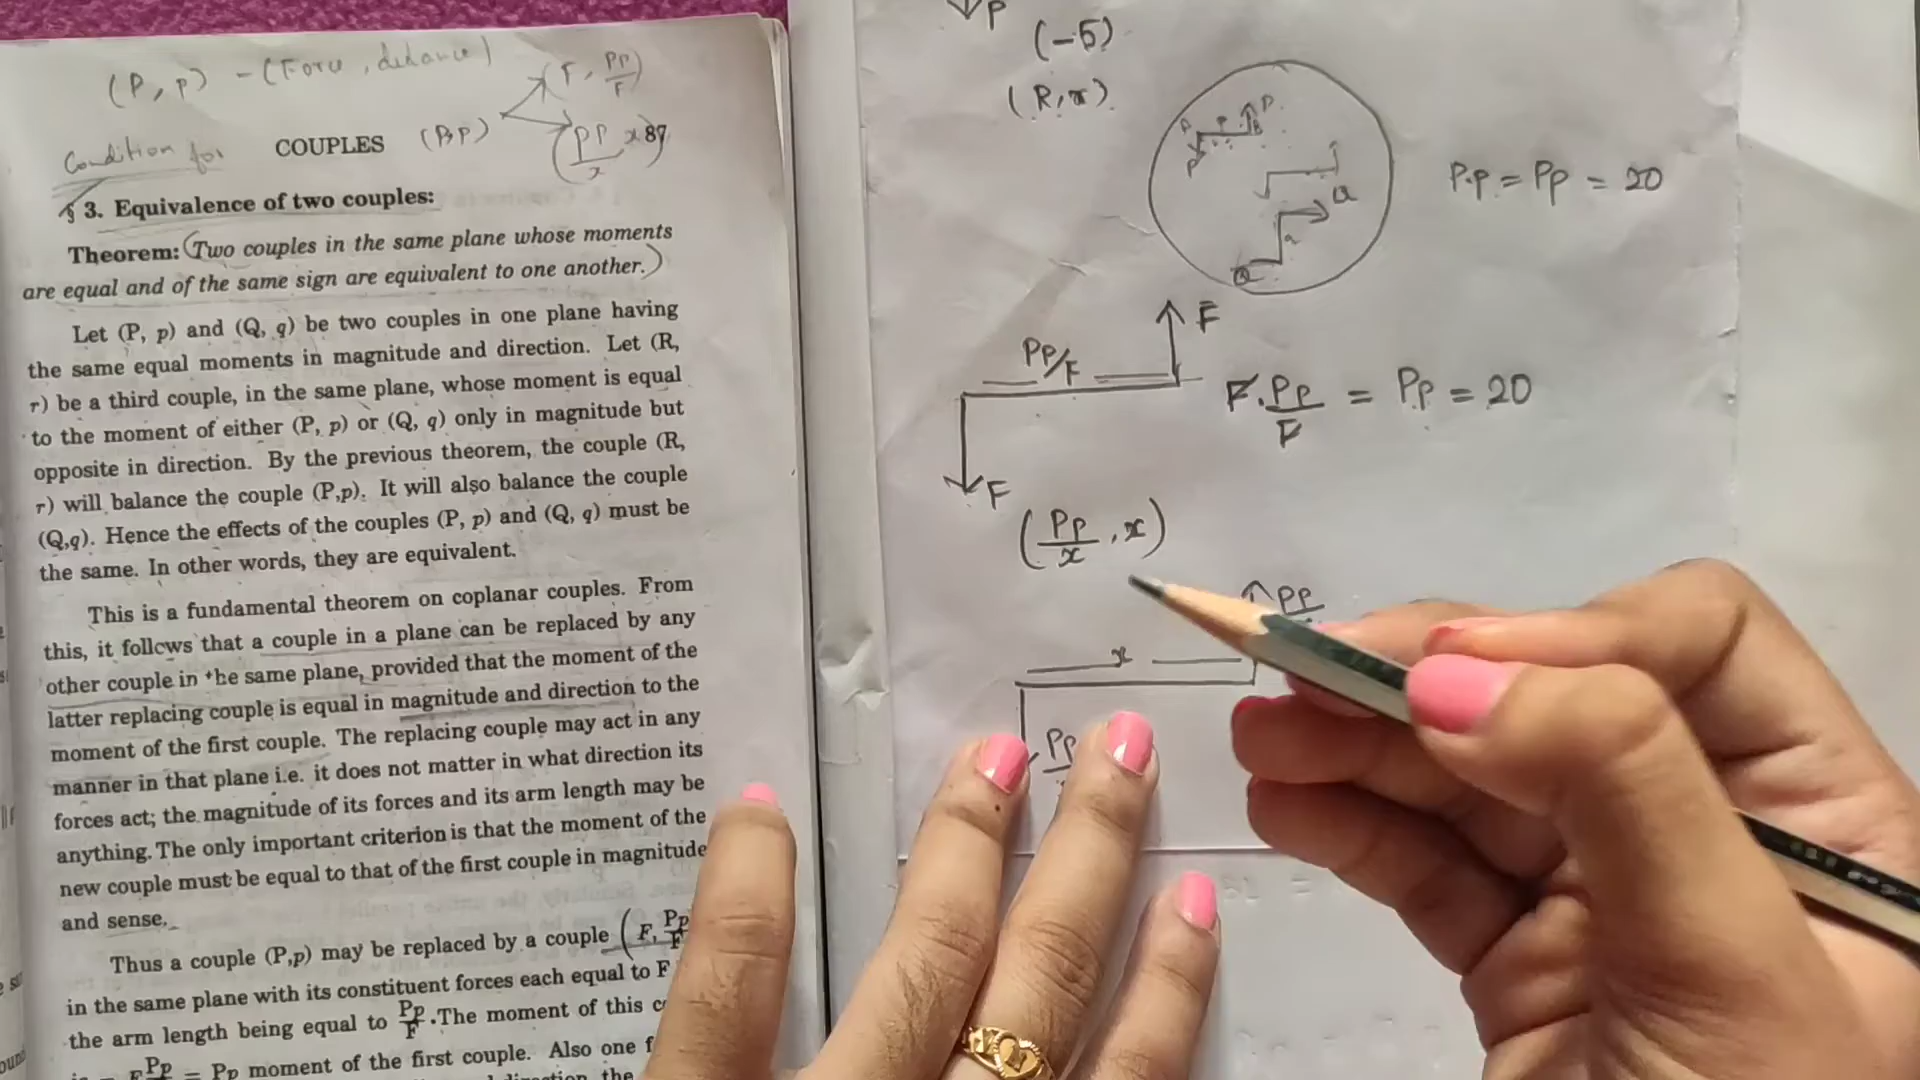 (P, p) - (Force, distance)
(F, Pp/F)
Condition for COUPLES (Pp) (Pp/x, x) 87
§ 3. Equivalence of two couples:
Theorem: (Two couples in the same plane whose moments
are equal and of the same sign are equivalent to one another.)
Let (P, p) and (Q, q) be two couples in one plane having
the same equal moments in magnitude and direction. Let (R,
r) be a third couple, in the same plane, whose moment is equal
to the moment of either (P, p) or (Q, q) only in magnitude but
opposite in direction. By the previous theorem, the couple (R,
r) will balance the couple (P,p). It will also balance the couple
(Q,q). Hence the effects of the couples (P, p) and (Q, q) must be
the same. In other words, they are equivalent.
This is a fundamental theorem on coplanar couples. From
this, it follows that a couple in a plane can be replaced by any
other couple in the same plane, provided that the moment of the
latter replacing couple is equal in magnitude and direction to the
moment of the first couple. The replacing couple may act in any
manner in that plane i.e. it does not matter in what direction its
forces act; the magnitude of its forces and its arm length may be
anything. The only important criterion is that the moment of the
new couple must be equal to that of the first couple in magnitude
and sense.
Thus a couple (P,p) may be replaced by a couple (F, Pp/F
in the same plane with its constituent forces each equal to F
the arm length being equal to Pp/F. The moment of this c
F Pp = Pp moment of the first couple. Also one f
direction the
P
(-5)
(R, r)
P
p
P
Q
q
Q
P.p = Pp = 20
F
Pp/F
F. Pp/F = Pp = 20
F
(Pp/x, x)
Pp
x
Pp